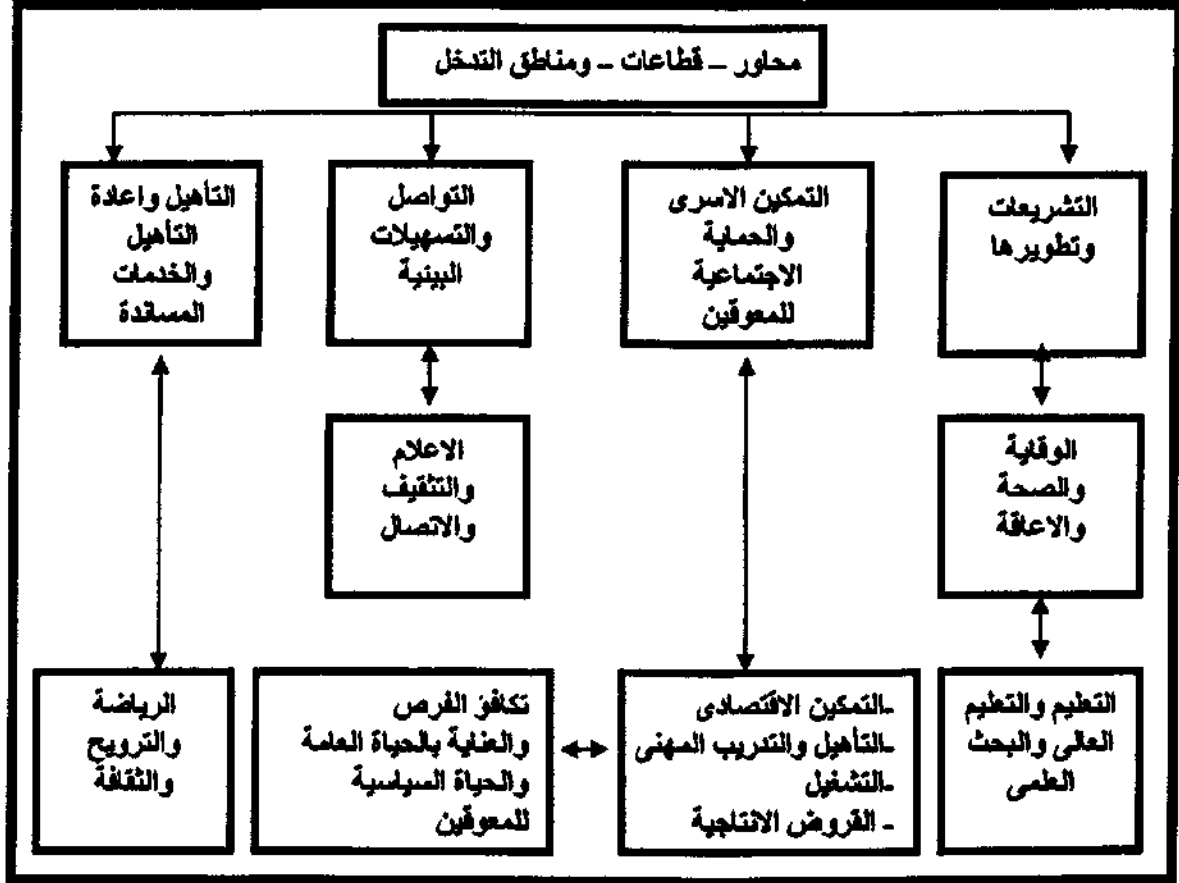 محاور – قطاعات – ومناطق التدخل
التشريعات
وتطويرها
التمكين الاسرى
والحماية
الاجتماعية
للمعوقين
التواصل
والتسهيلات
البينية
التأهيل واعادة
التأهيل
والخدمات
المساندة
الوقاية
والصحة
والاعاقة
الاعلام
والتثقيف
والاتصال
التعليم والتعليم
العالى والبحث
العلمى
-التمكين الاقتصادى
-التأهيل والتدريب المهنى
-التشغيل
- القروض الانتاجية
تكافؤ الفرص
والعناية بالحياة العامة
والحياة السياسية
للمعوقين
الرياضة
والترويح
والثقافة